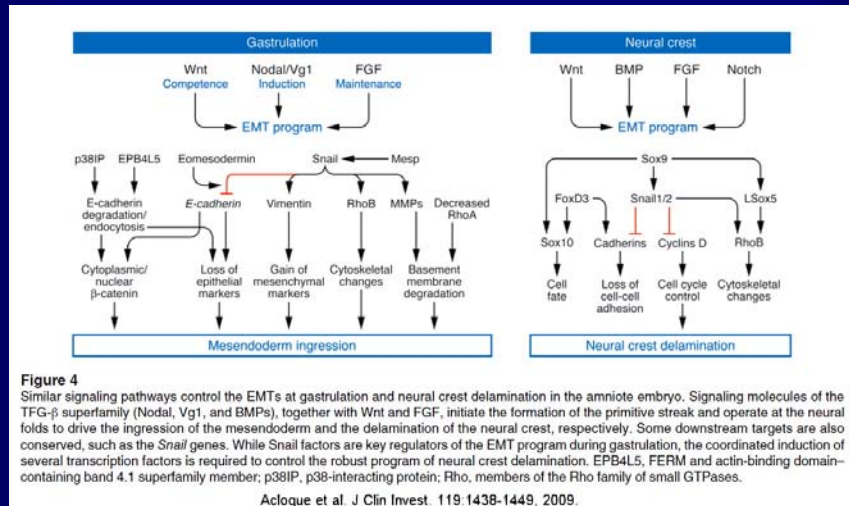 Gastrulation
Wnt Nodal/Vg1 FGF
Competence Induction Maintenance
EMT program
p38IP EPB4L5 Eomesodermin Snail Mesp
E-cadherin
degradation/
endocytosis
E-cadherin Vimentin RhoB MMPs Decreased
RhoA
Cytoplasmic/
nuclear
β-catenin
Loss of
epithelial
markers
Gain of
mesenchymal
markers
Cytoskeletal
changes
Basement
membrane
degradation
Mesendoderm ingression
Neural crest
Wnt BMP FGF Notch
EMT program
Sox9
FoxD3 Snail1/2 LSox5
Sox10 Cadherins Cyclins D RhoB
Cell
fate
Loss of
cell-cell
adhesion
Cell cycle
control
Cytoskeletal
changes
Neural crest delamination
Figure 4
Similar signaling pathways control the EMTs at gastrulation and neural crest delamination in the amniote embryo. Signaling molecules of the
TFG-β superfamily (Nodal, Vg1, and BMPs), together with Wnt and FGF, initiate the formation of the primitive streak and operate at the neural
folds to drive the ingression of the mesendoderm and the delamination of the neural crest, respectively. Some downstream targets are also
conserved, such as the Snail genes. While Snail factors are key regulators of the EMT program during gastrulation, the coordinated induction of
several transcription factors is required to control the robust program of neural crest delamination. EPB4L5, FERM and actin-binding domain–
containing band 4.1 superfamily member; p38IP, p38-interacting protein; Rho, members of the Rho family of small GTPases.
Acloque et al. J Clin Invest. 119:1438-1449, 2009.